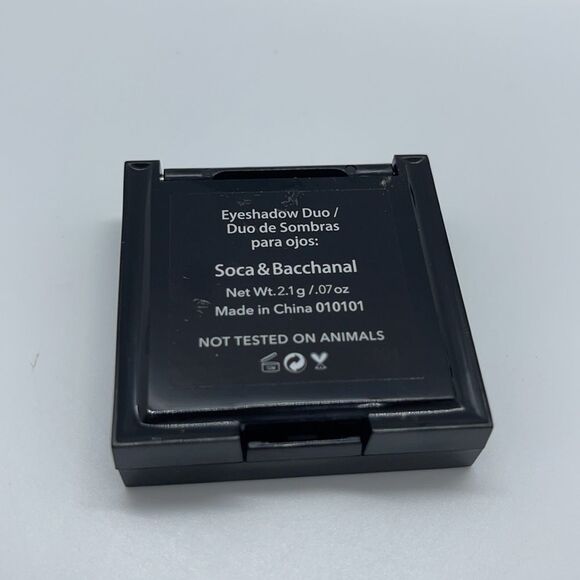 Eyeshadow Duo /
Duo de Sombras
para ojos:
Soca & Bacchanal
Net Wt. 2.1 g /.07 oz
Made in China 010101
NOT TESTED ON ANIMALS